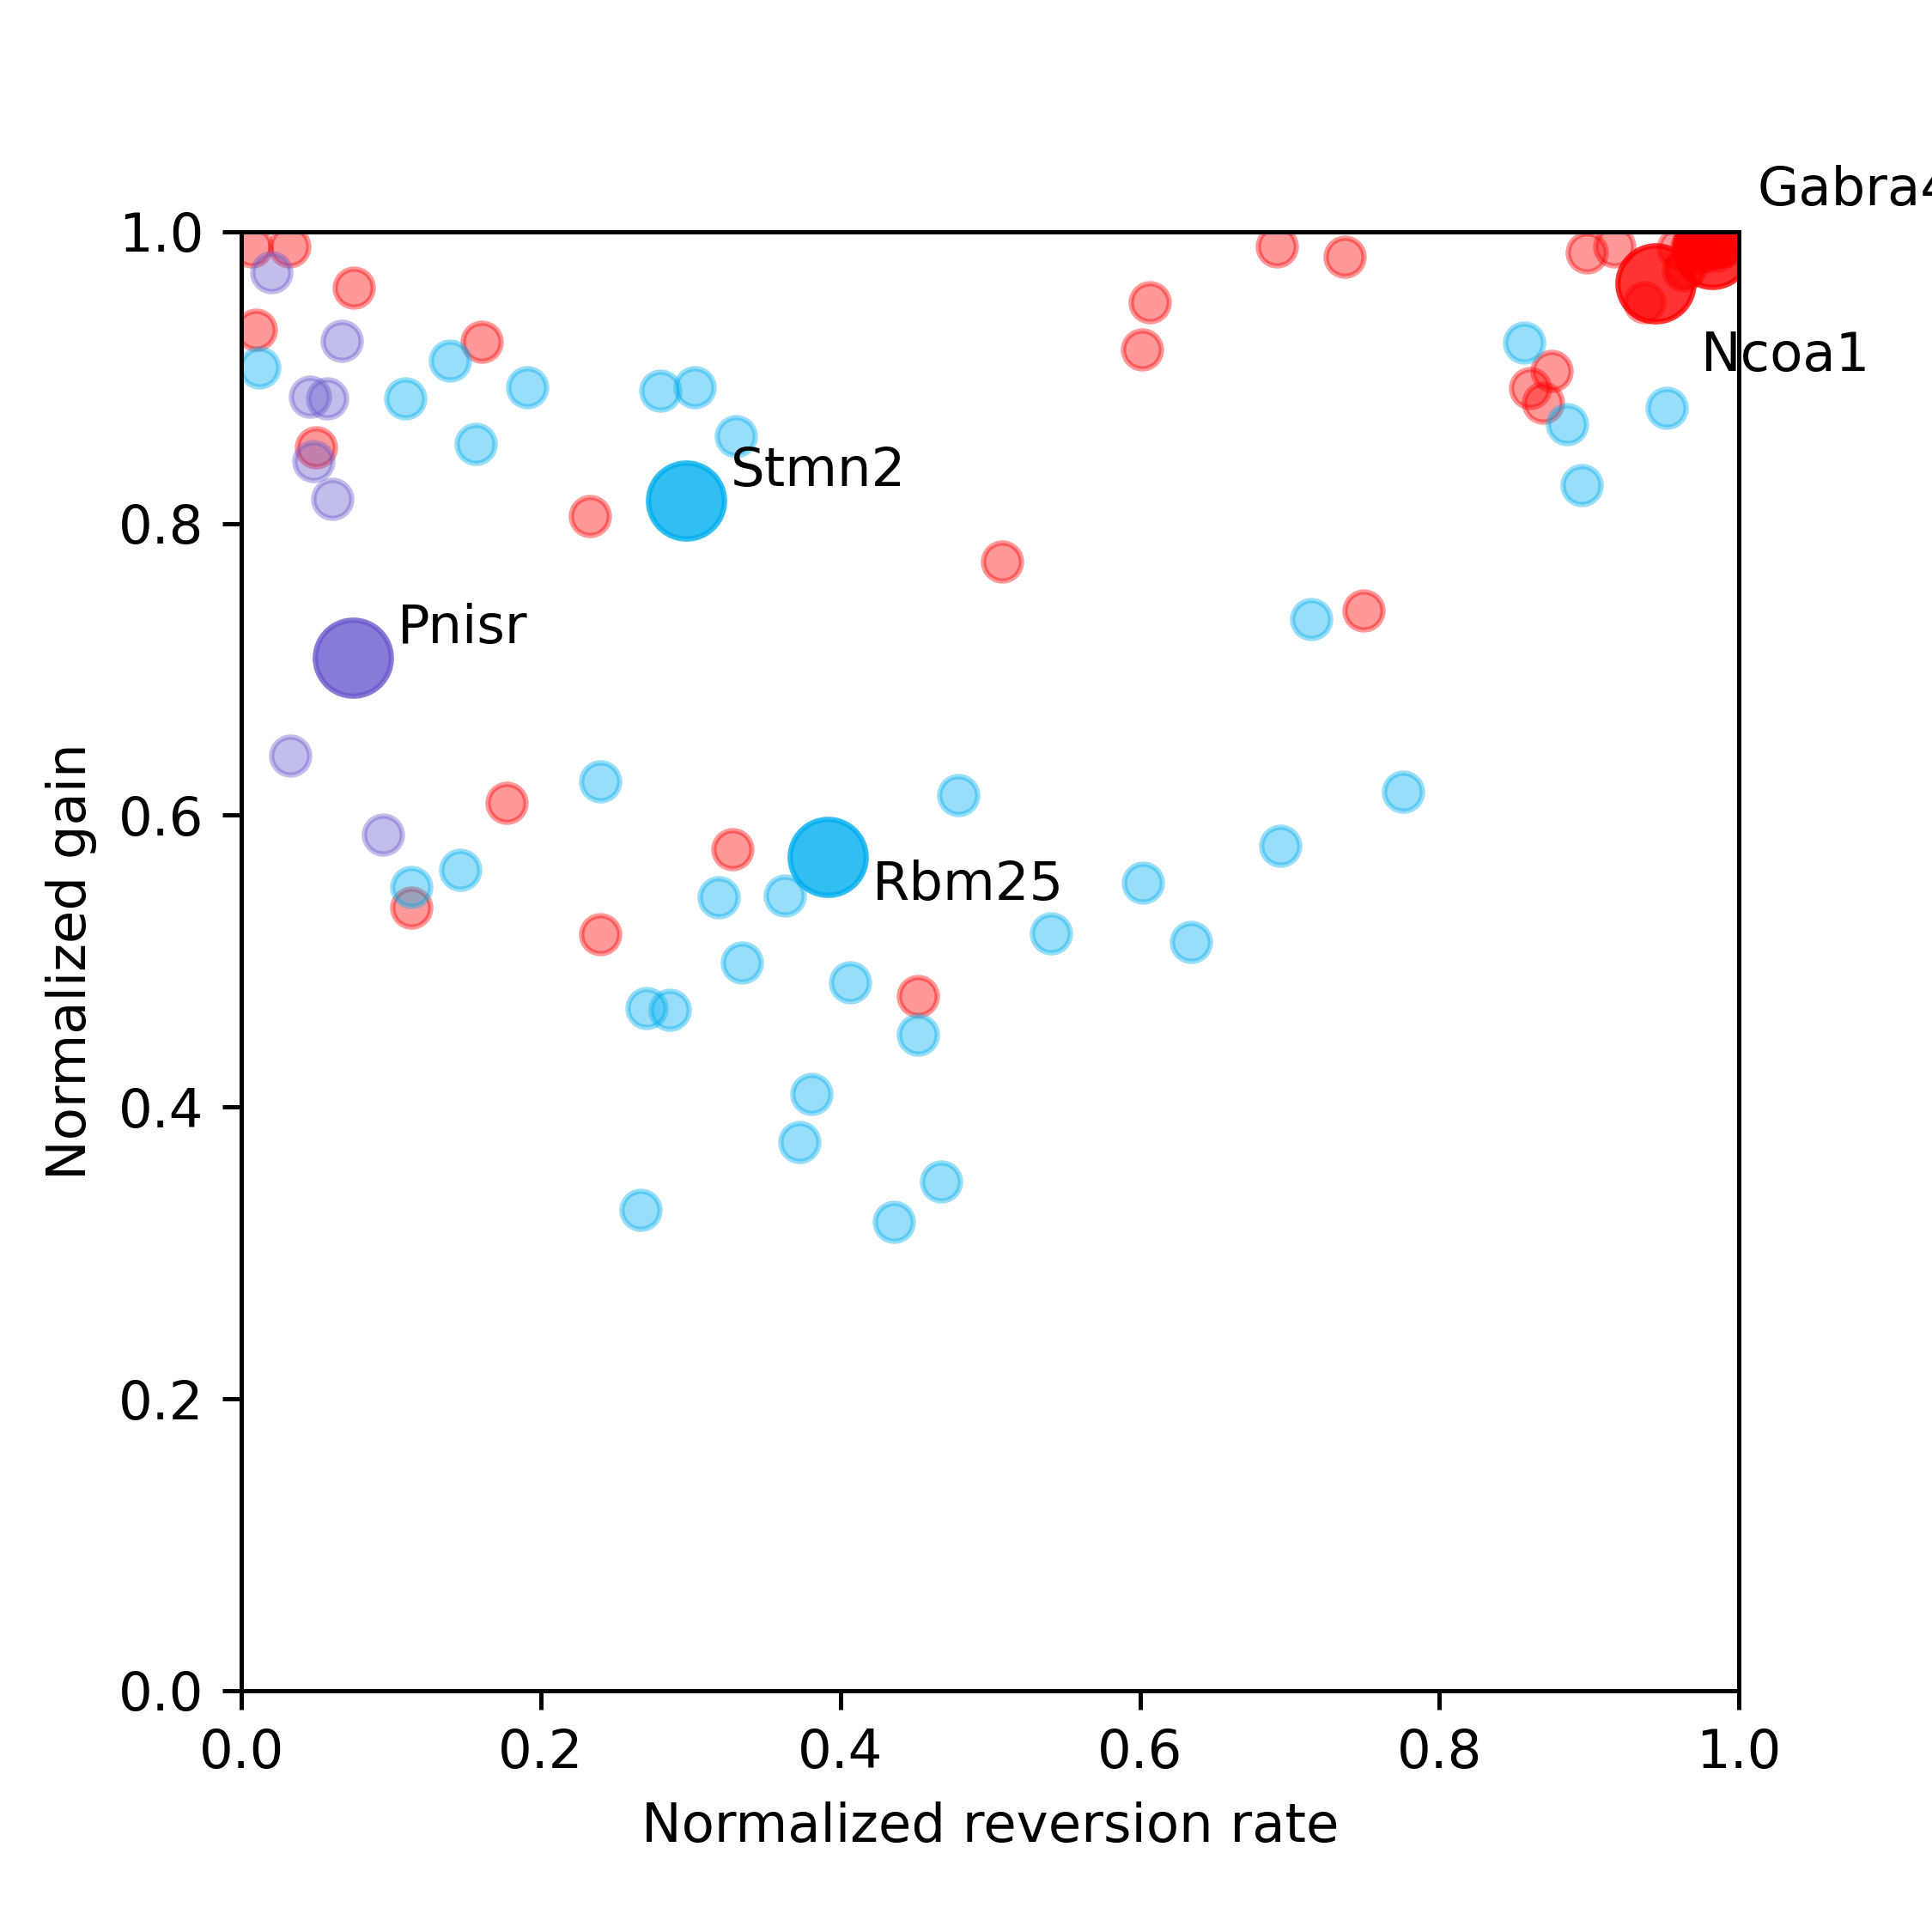 Gabra4
1.0
Ncoa1
Stmn2
0.8
Pnisr
0.6
Rbm25
0.4
0.2
0.0
Normalized gain
0.0 0.2 0.4 0.6 0.8 1.0
Normalized reversion rate